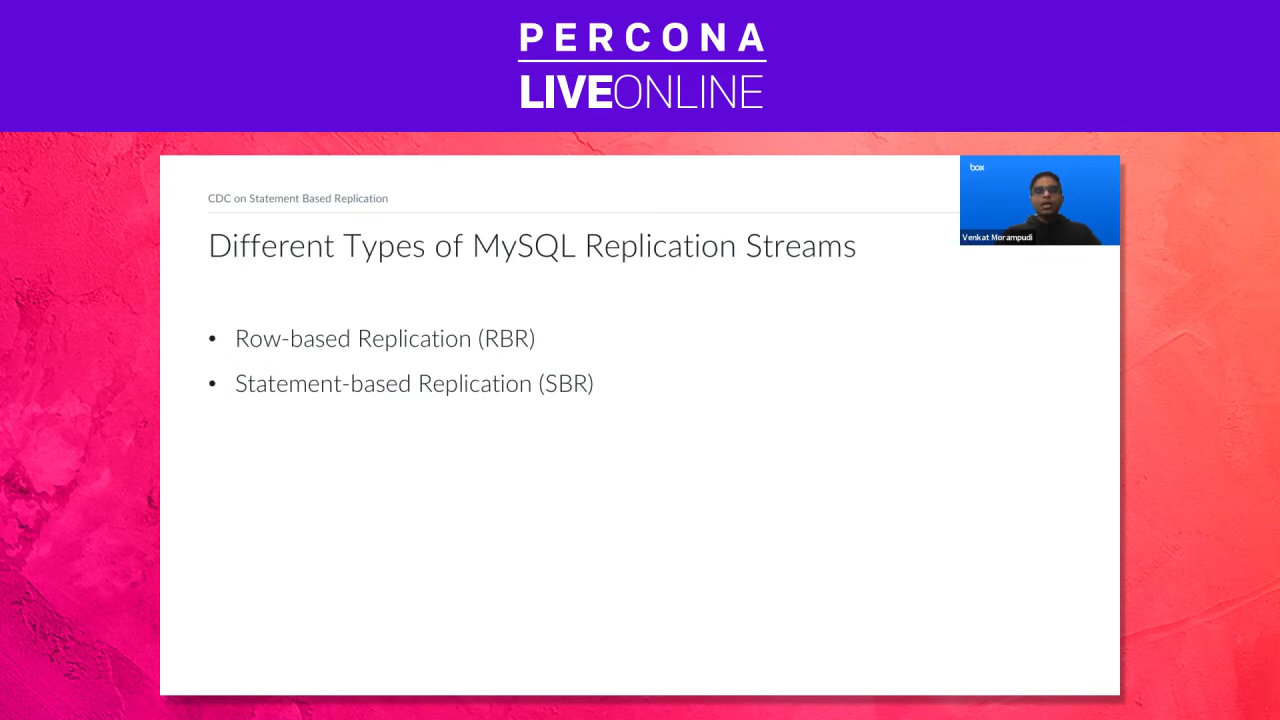 PERCONA
LIVEONLINE
box
Venkat Morampudi
CDC on Statement Based Replication
Different Types of MySQL Replication Streams
• Row-based Replication (RBR)
• Statement-based Replication (SBR)